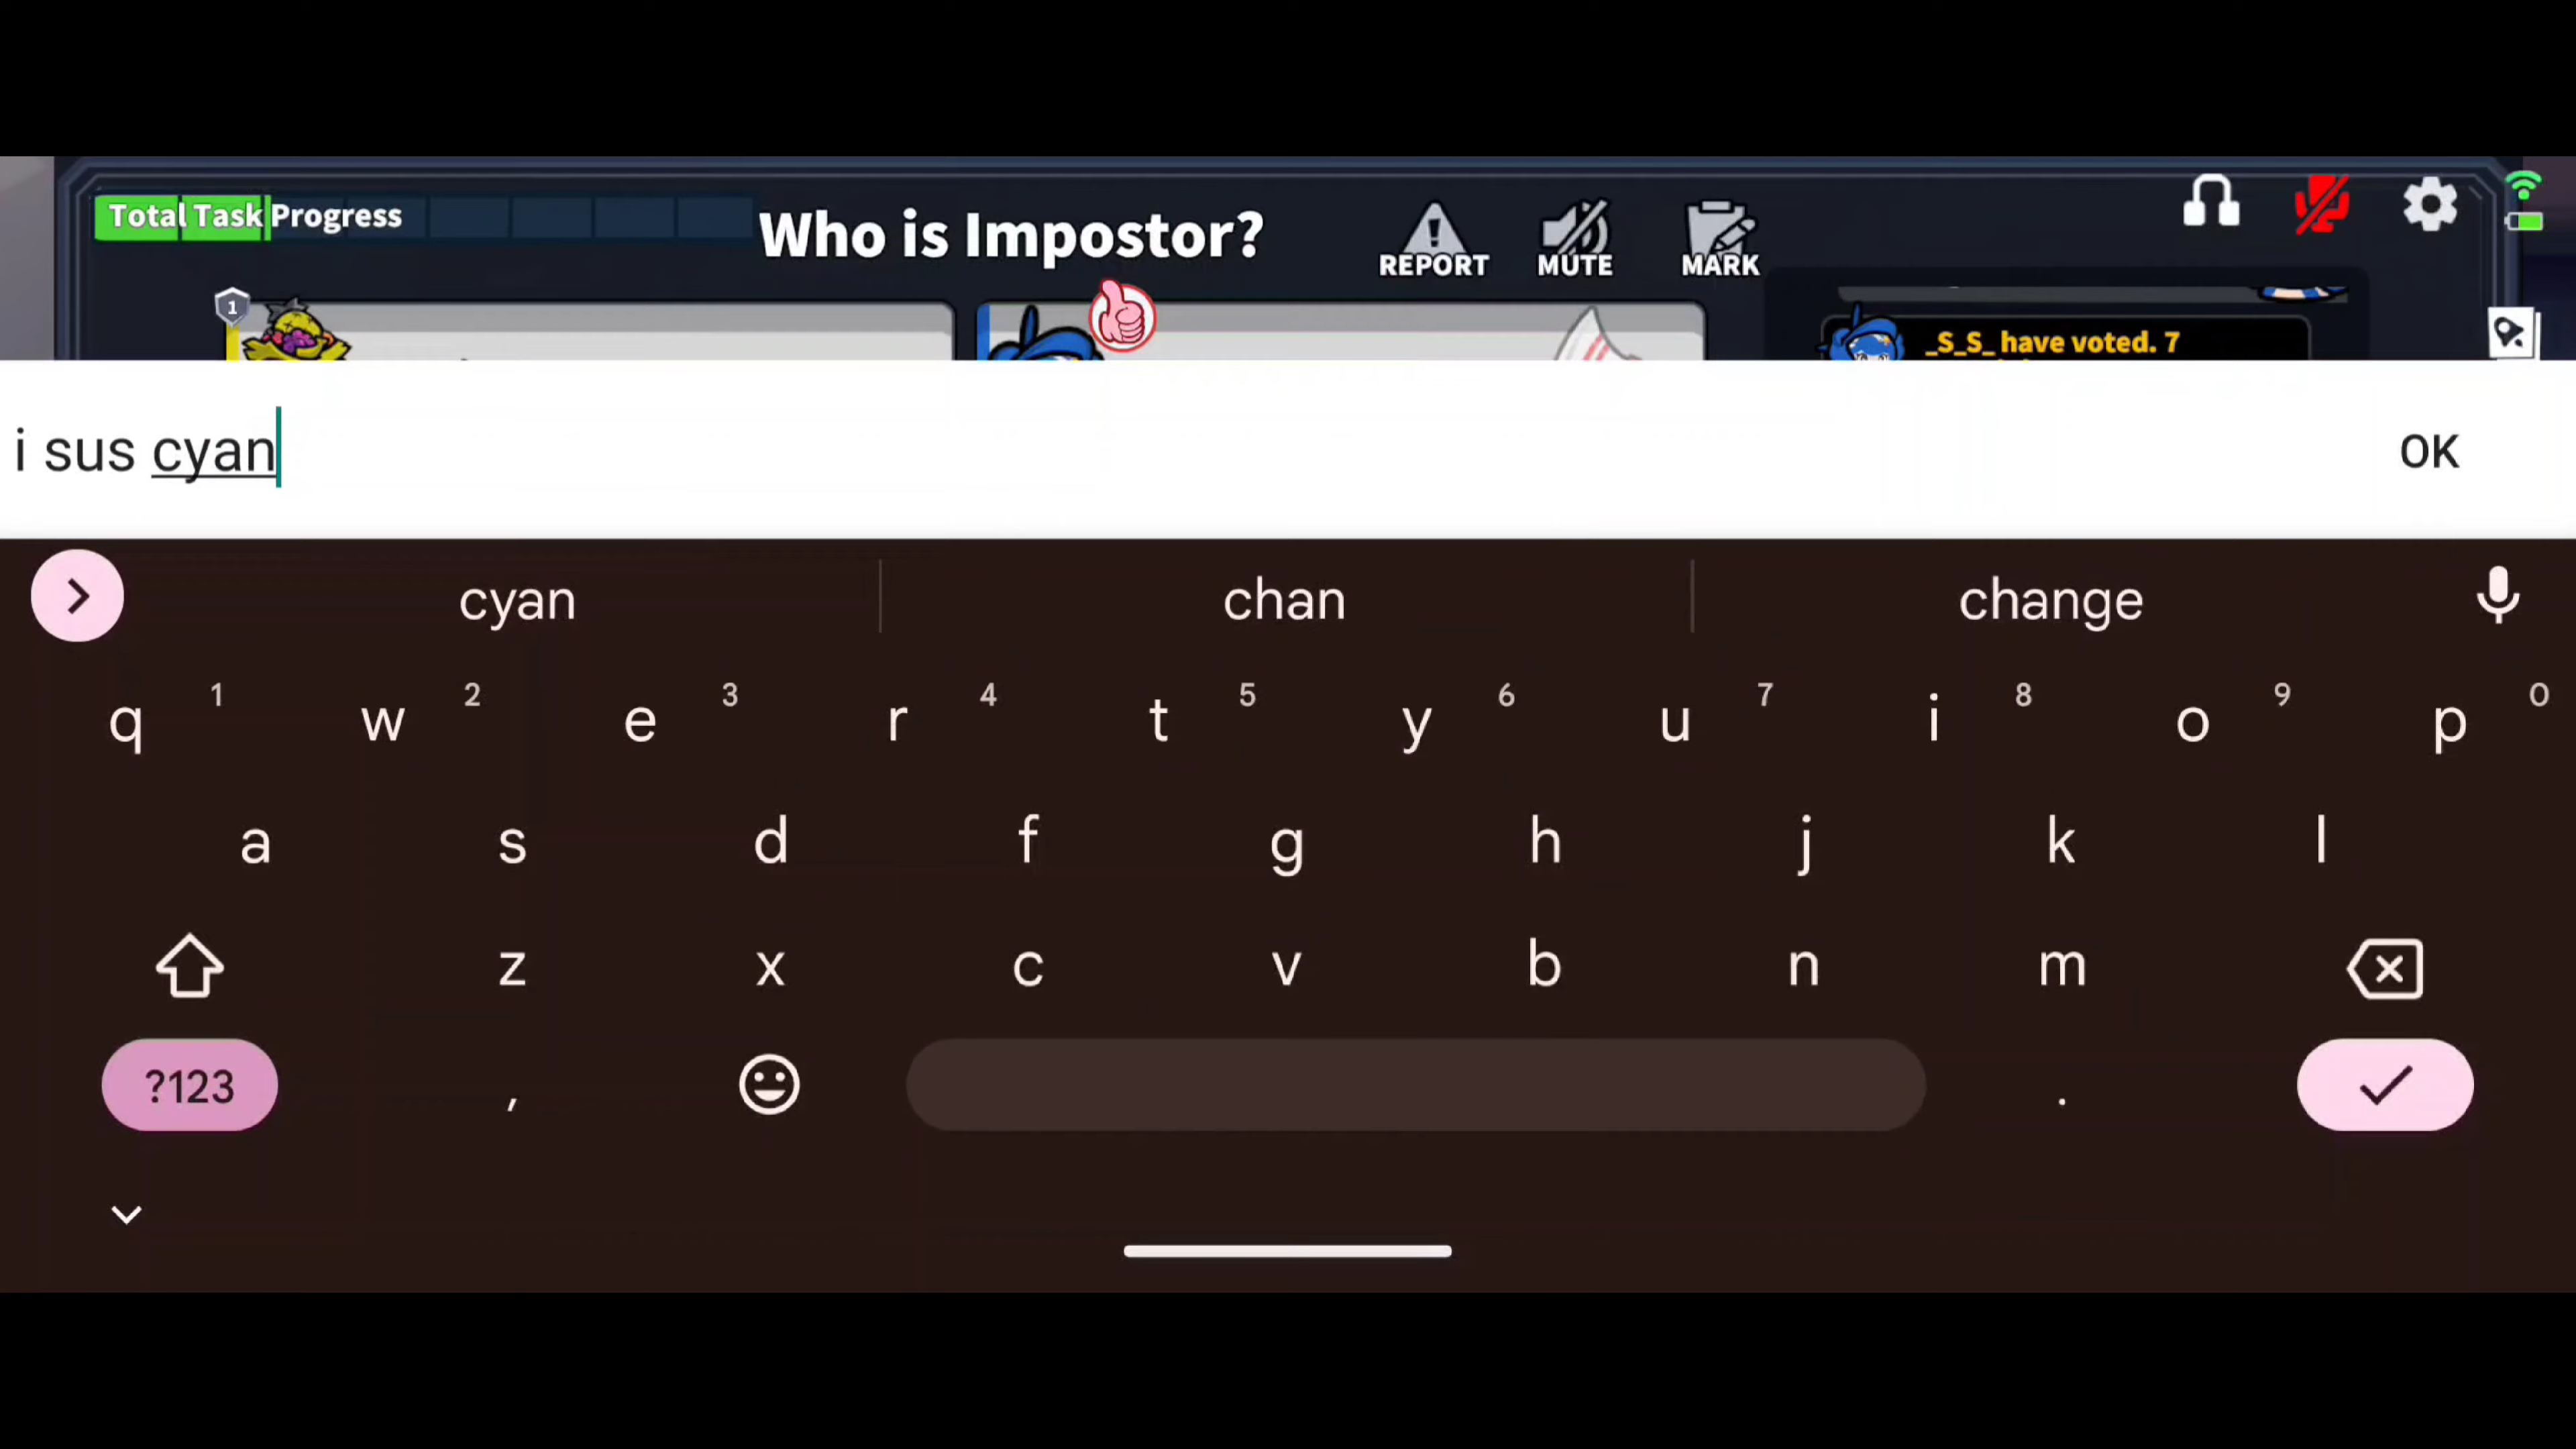 Total Task Progress
Who is Impostor?
REPORT
MUTE
MARK
1
_S_S_ have voted. 7
i sus cyan
OK
cyan chan change
q 1 w 2 e 3 r 4 t 5 y 6 u 7 i 8 o 9 p 0
a s d f g h j k l
z x c v b n m
?123 , .